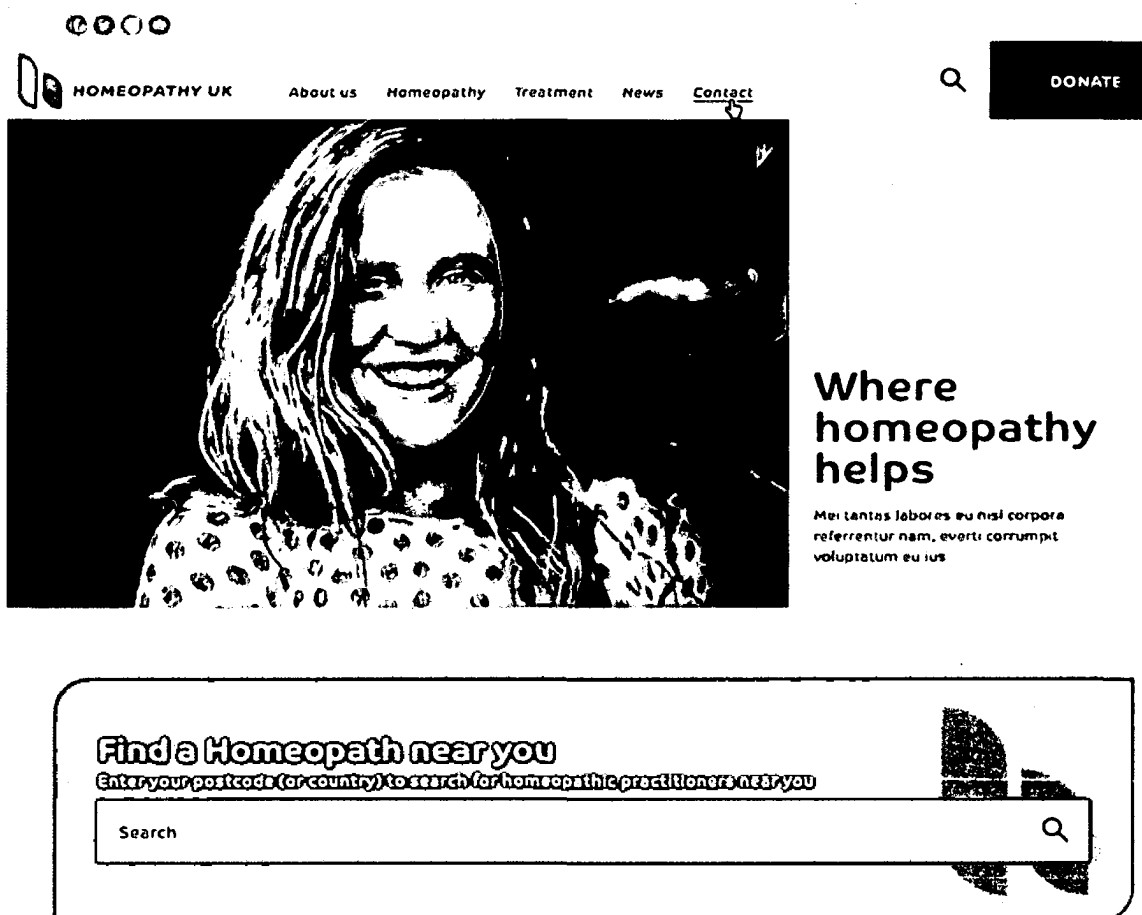 HOMEOPATHY UK
About us Homeopathy Treatment News Contact
DONATE
Where
homeopathy
helps
Mei tantas labores eu nisl corpora
referrentur nam, everti corrumpit
voluptatum eu ius
Find a Homeopath near you
Enter your postcode (or country) to search for homeopathic practitioners near you
Search